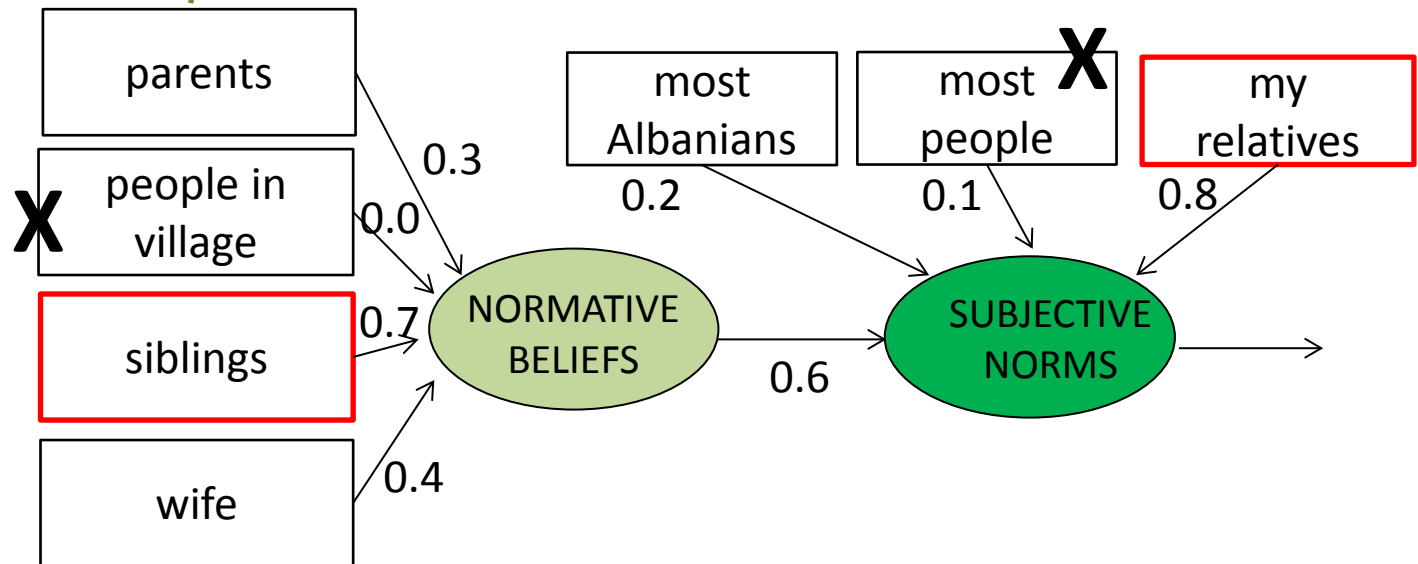 parents
people in
village
siblings
wife
0.3
0.0
0.7
0.4
X
NORMATIVE
BELIEFS
0.6
most
Albanians
most
people
X
my
relatives
0.2
0.1
0.8
SUBJECTIVE
NORMS